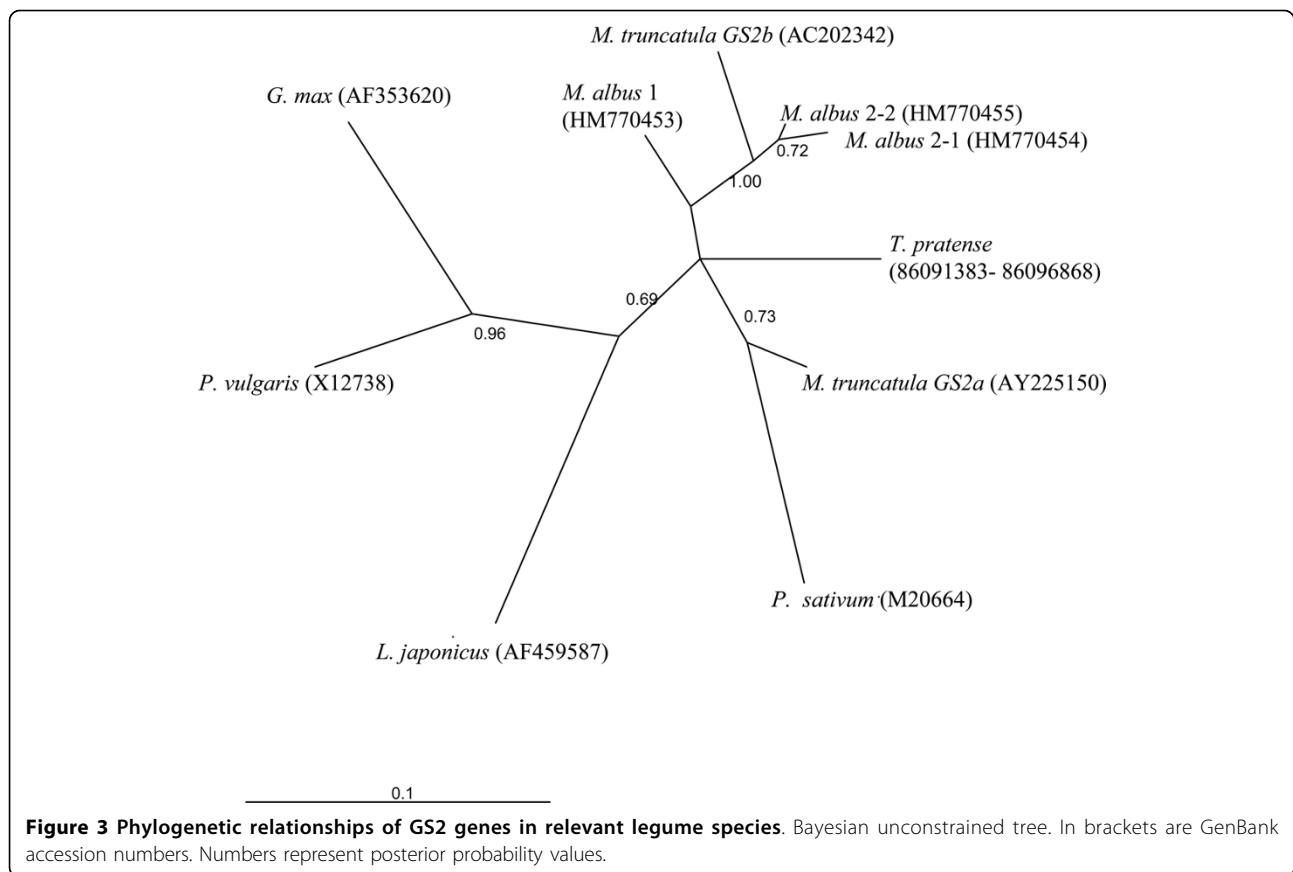 M. truncatula GS2b (AC202342)
G. max (AF353620)
M. albus 1
(HM770453)
M. albus 2-2 (HM770455)
M. albus 2-1 (HM770454)
0.72
1.00
T. pratense
(86091383- 86096868)
0.69
0.73
0.96
P. vulgaris (X12738)
M. truncatula GS2a (AY225150)
P. sativum (M20664)
L. japonicus (AF459587)
0.1
Figure 3 Phylogenetic relationships of GS2 genes in relevant legume species. Bayesian unconstrained tree. In brackets are GenBank
accession numbers. Numbers represent posterior probability values.